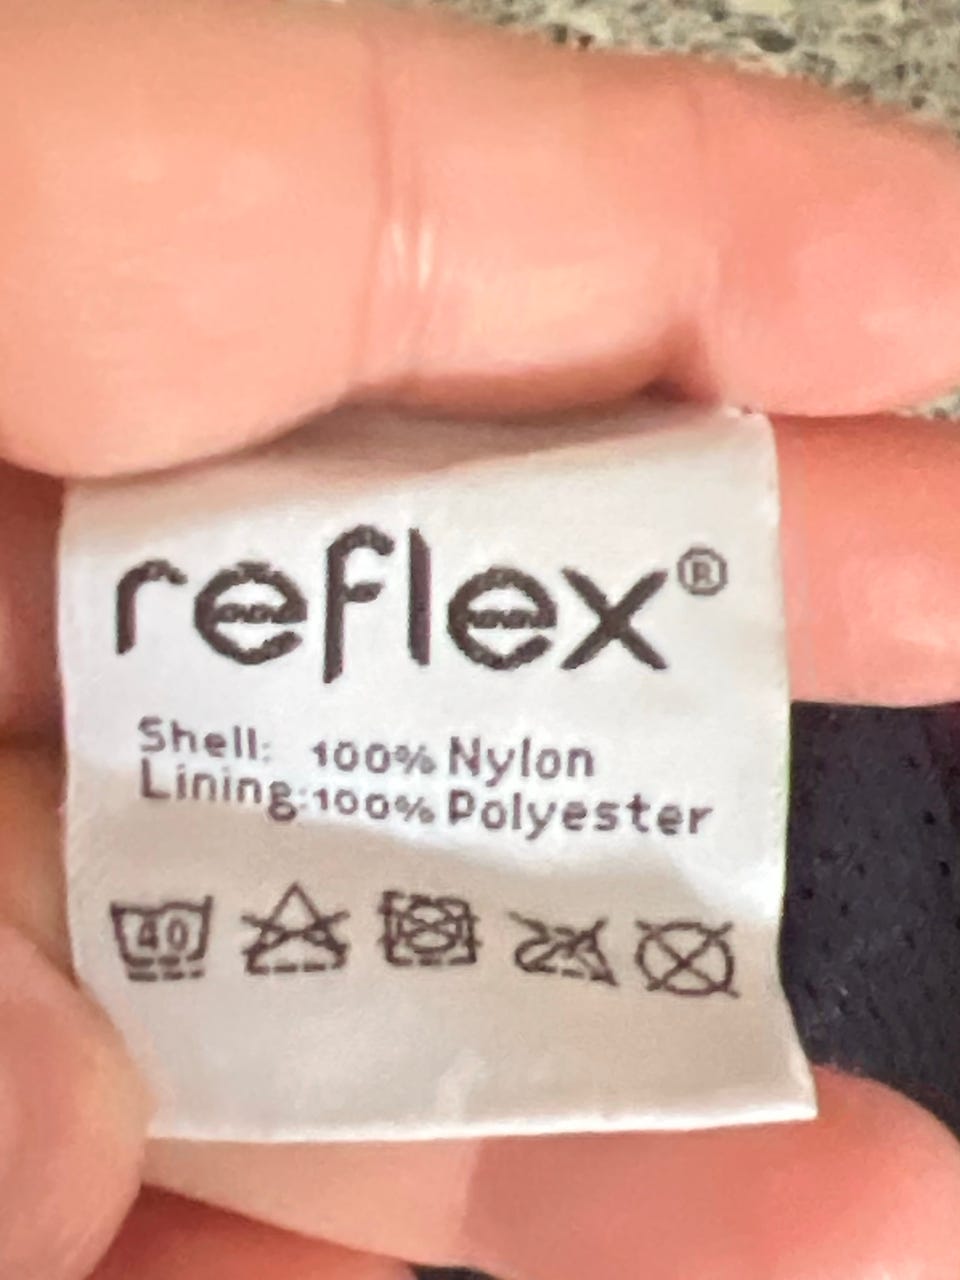 reflex®
Shell: 100% Nylon
Lining:100% Polyester
40